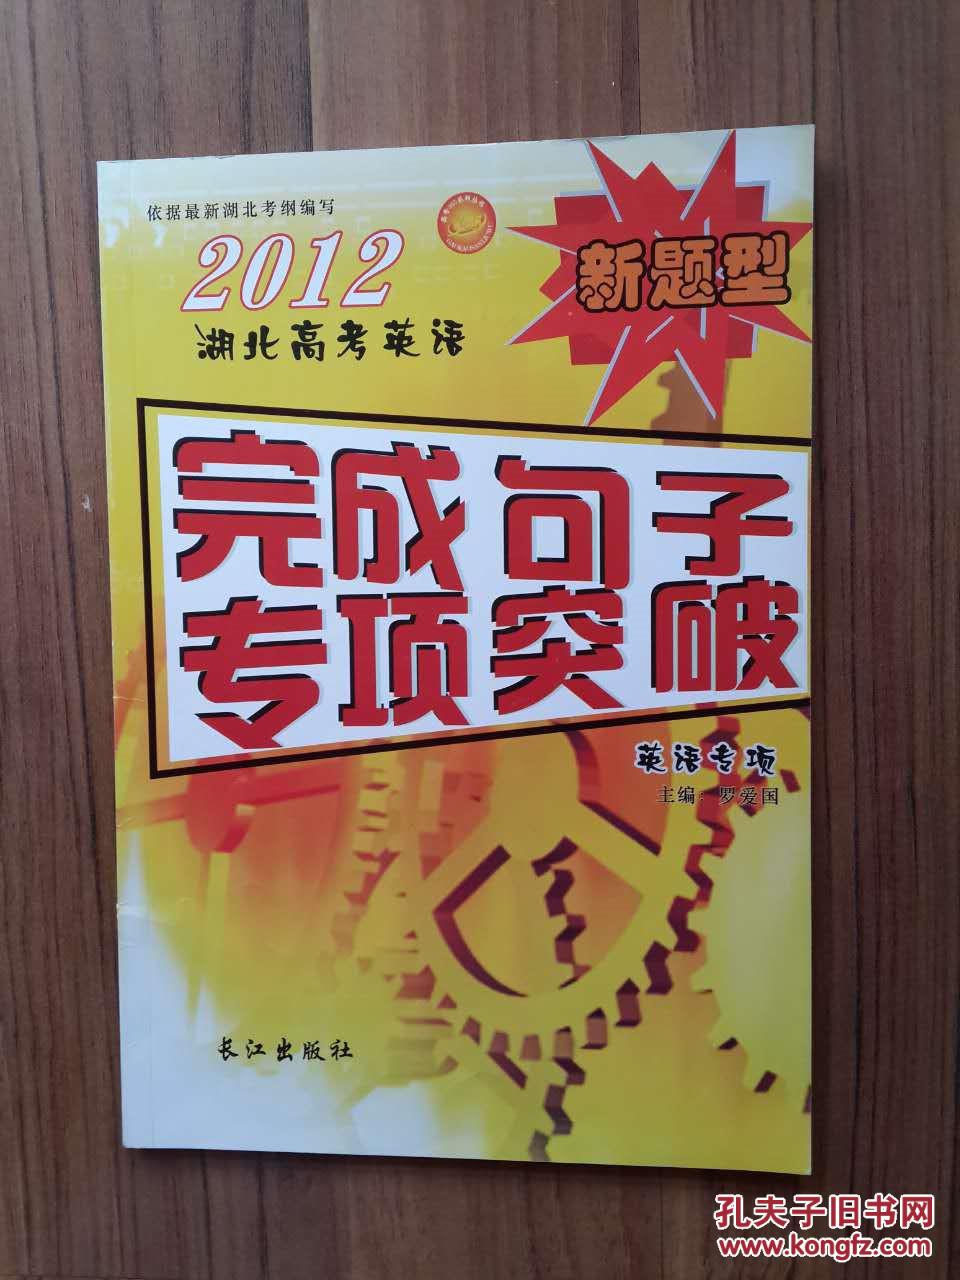 依据最新湖北考纲编写
2012
湖北高考英语
新题型
完成句子
专项突破
英语专项
主编：罗爱国
长江出版社
孔夫子旧书网
www.kongfz.com